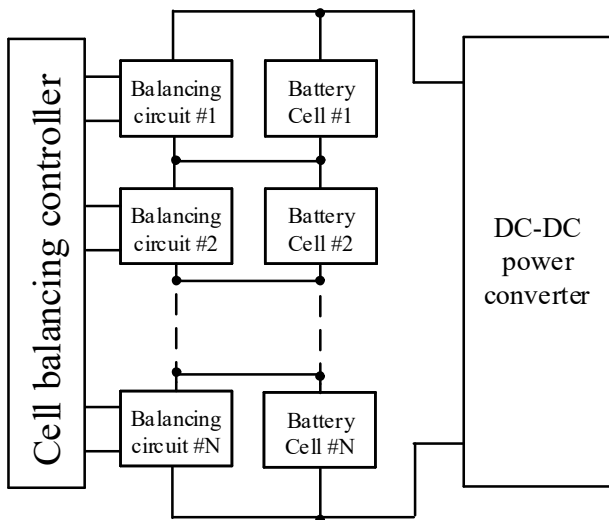 Cell balancing controller
Balancing
circuit #1
Battery
Cell #1
Balancing
circuit #2
Battery
Cell #2
Balancing
circuit #N
Battery
Cell #N
DC-DC
power
converter